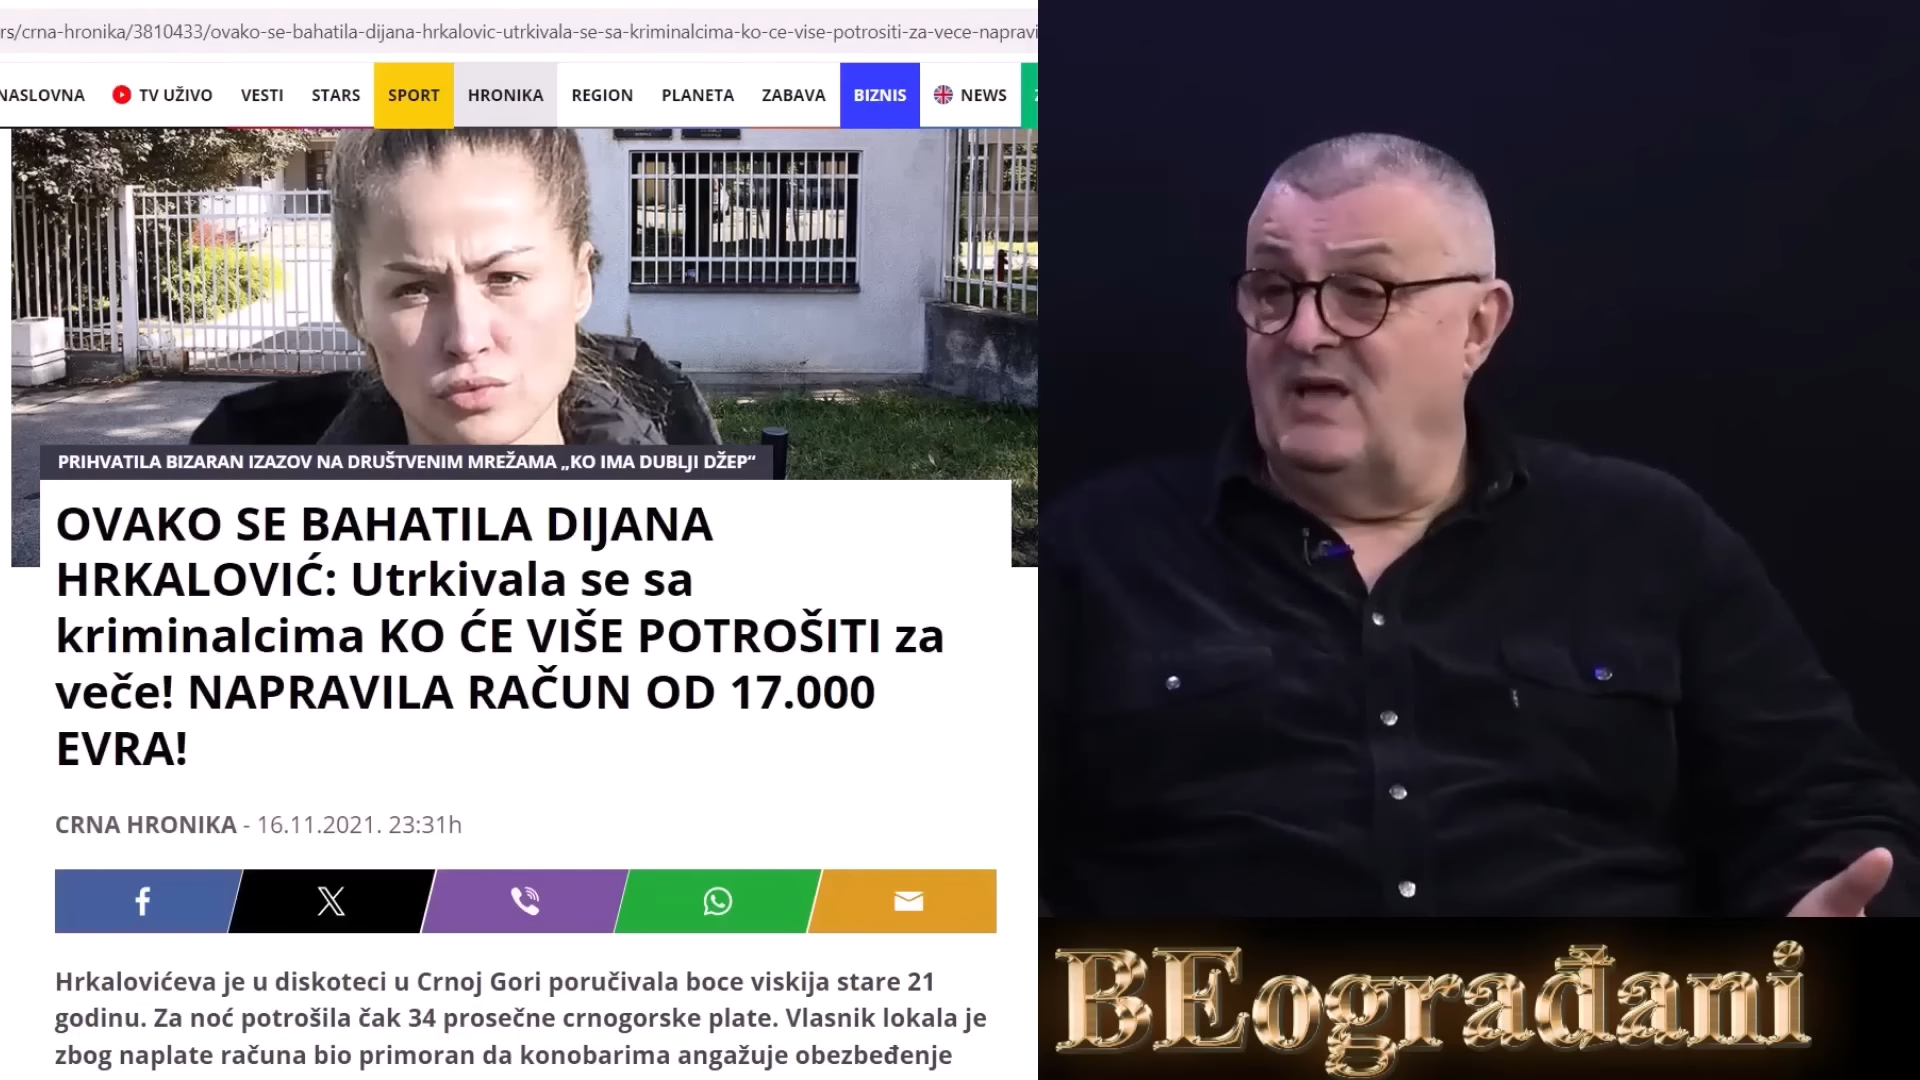 rs/crna-hronika/3810433/ovako-se-bahatila-dijana-hrkalovic-utrkivala-se-sa-kriminalcima-ko-ce-vise-potrositi-za-vece-napravi
NASLOVNA TV UŽIVO VESTI STARS SPORT HRONIKA REGION PLANETA ZABAVA BIZNIS NEWS
PRIHVATILA BIZARAN IZAZOV NA DRUŠTVENIM MREŽAMA „KO IMA DUBLJI DŽEP“
OVAKO SE BAHATILA DIJANA
HRKALOVIĆ: Utrkivala se sa
kriminalcima KO ĆE VIŠE POTROŠITI za
veče! NAPRAVILA RAČUN OD 17.000
EVRA!
CRNA HRONIKA - 16.11.2021. 23:31h
Hrkalovićeva je u diskoteci u Crnoj Gori poručivala boce viskija stare 21
godinu. Za noć potrošila čak 34 prosečne crnogorske plate. Vlasnik lokala je
zbog naplate računa bio primoran da konobarima angažuje obezbeđenje
BEograđani